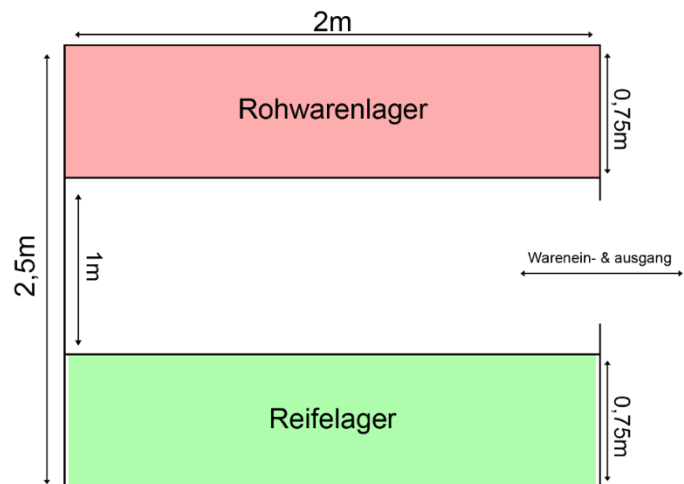 2m
Rohwarenlager
0,75m
2,5m
1m
Warenein- & ausgang
Reifelager
0,75m